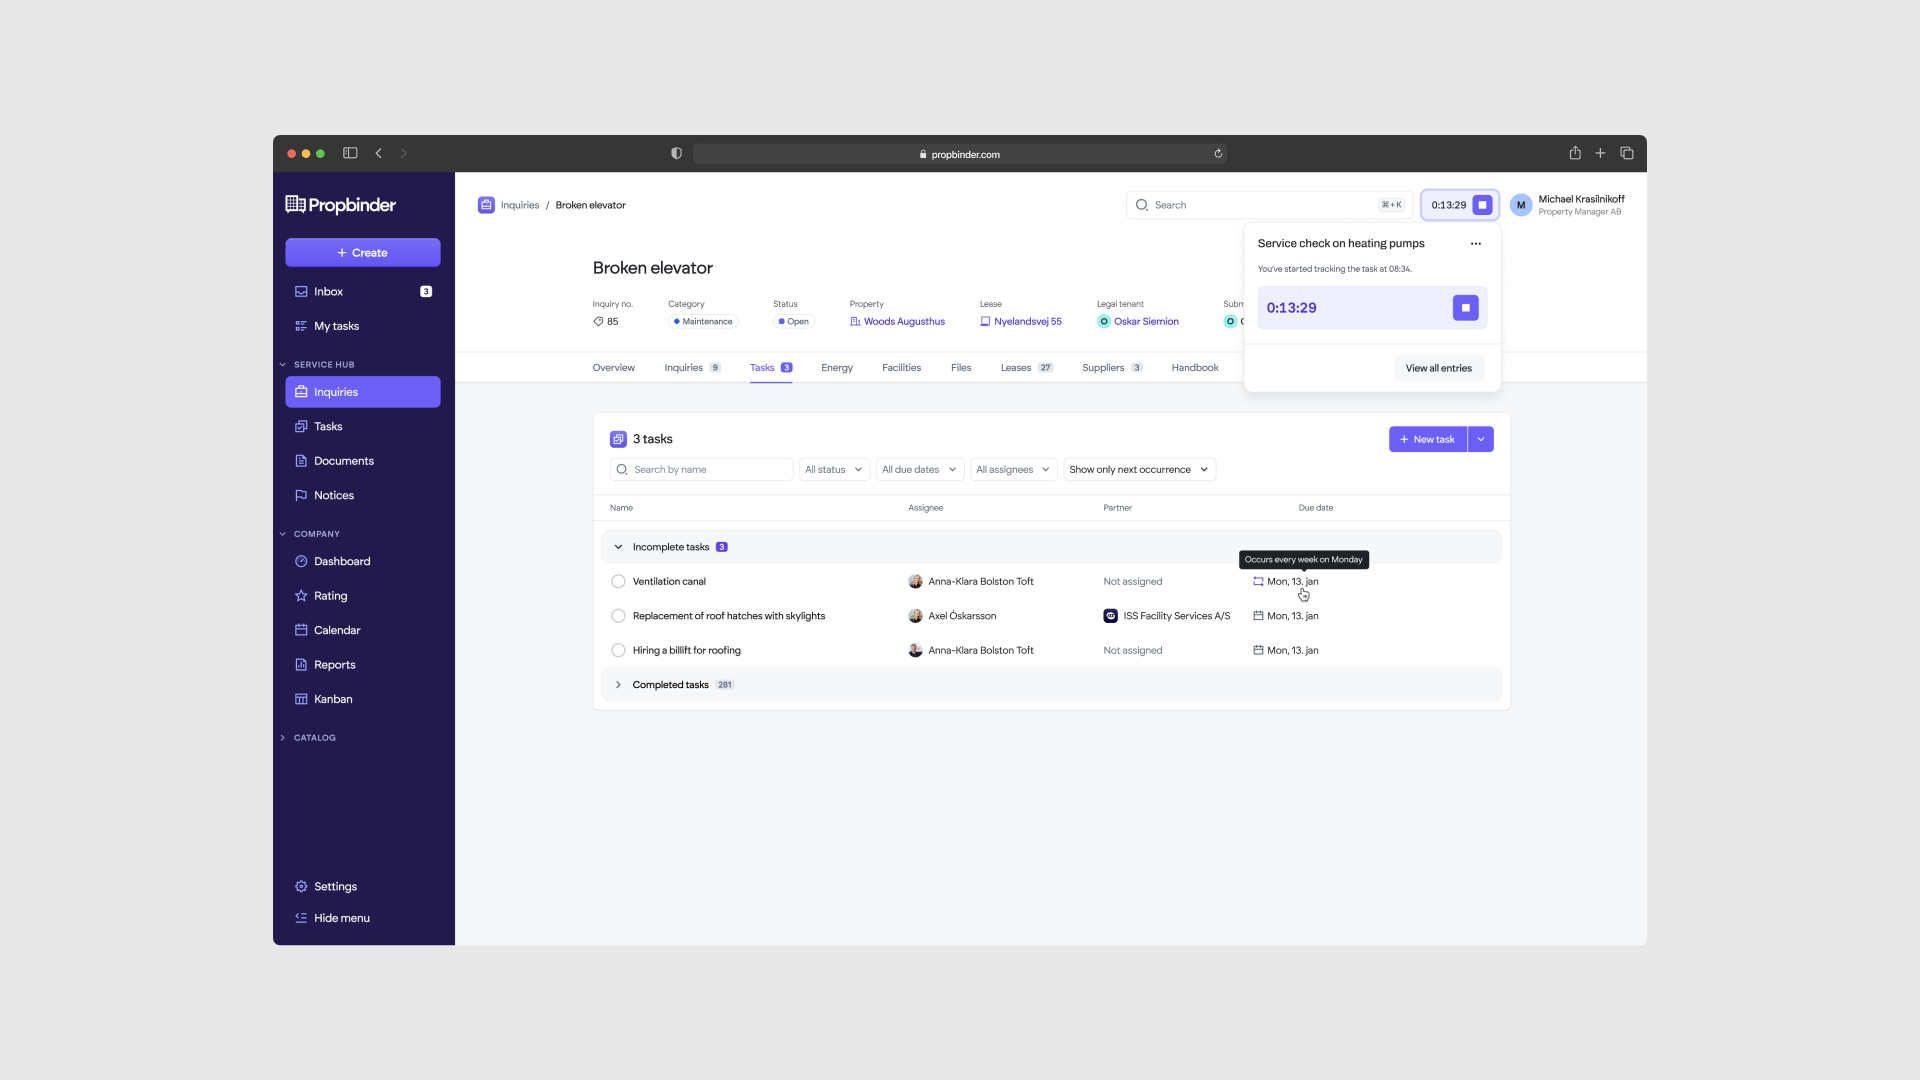 propbinder.com
Propbinder
Create
Inbox 3
My tasks
SERVICE HUB
Inquiries
Tasks
Documents
Notices
COMPANY
Dashboard
Rating
Calendar
Reports
Kanban
CATALOG
Settings
Hide menu
Inquiries / Broken elevator
Search ⌘+K
0:13:29
M
Michael Krasilnikoff
Property Manager AB
Broken elevator
Inquiry no. Category Status Property Lease Legal tenant
85 Maintenance Open Woods Augusthus Nyelandsvej 55 O Oskar Siemion O
Service check on heating pumps
You've started tracking the task at 08:34.
0:13:29
View all entries
Overview Inquiries 9 Tasks 3 Energy Facilities Files Leases 27 Suppliers 3 Handbook
3 tasks
New task
Search by name All status All due dates All assignees Show only next occurrence
Name Assignee Partner Due date
Incomplete tasks 3
Occurs every week on Monday
Ventilation canal Anna-Klara Bolston Toft Not assigned Mon, 13. jan
Replacement of roof hatches with skylights Axel Óskarsson ISS Facility Services A/S Mon, 13. jan
Hiring a billift for roofing Anna-Klara Bolston Toft Not assigned Mon, 13. jan
Completed tasks 281